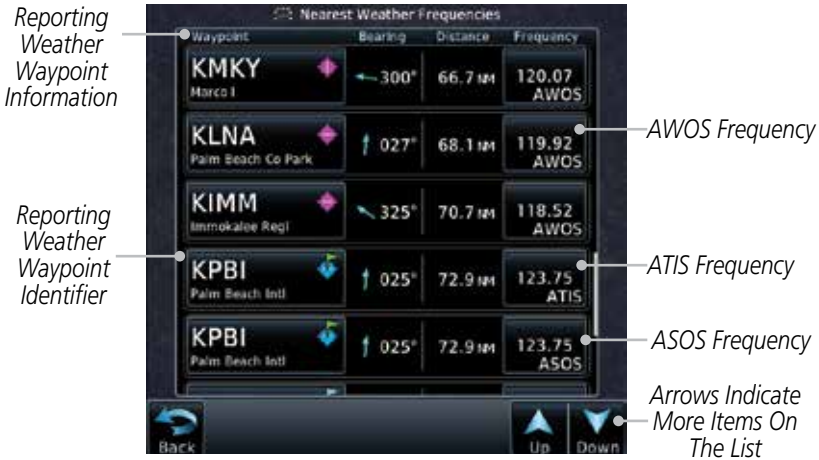 Nearest Weather Frequencies
Reporting
Weather
Waypoint
Information
Waypoint Bearing Distance Frequency
KMKY
Marco I
300° 66.7 NM
120.07
AWOS
KLNA
Palm Beach Co Park
027° 68.1 NM
119.92
AWOS
AWOS Frequency
KIMM
Immokalee Regl
325° 70.7 NM
118.52
AWOS
Reporting
Weather
Waypoint
Identifier
KPBI
Palm Beach Intl
025° 72.9 NM
123.75
ATIS
ATIS Frequency
KPBI
Palm Beach Intl
025° 72.9 NM
123.75
ASOS
ASOS Frequency
Arrows Indicate
More Items On
The List
Back Up Down